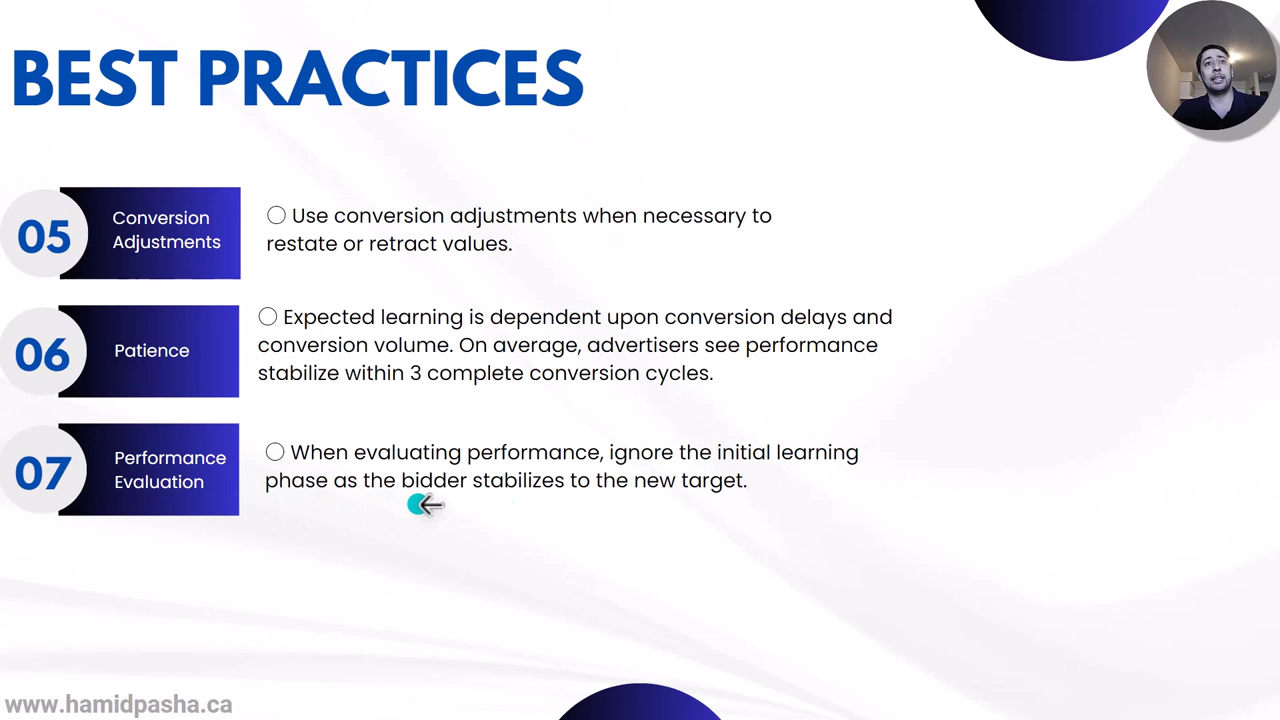 BEST PRACTICES
05
Conversion
Adjustments
○ Use conversion adjustments when necessary to
restate or retract values.
06
Patience
○ Expected learning is dependent upon conversion delays and
conversion volume. On average, advertisers see performance
stabilize within 3 complete conversion cycles.
07
Performance
Evaluation
○ When evaluating performance, ignore the initial learning
phase as the bidder stabilizes to the new target.
www.hamidpasha.ca